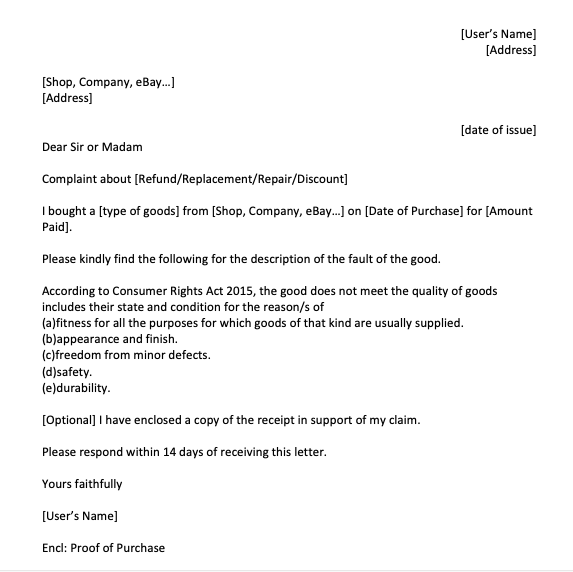 [User's Name]
[Address]
[Shop, Company, eBay...]
[Address]
[date of issue]
Dear Sir or Madam
Complaint about [Refund/Replacement/Repair/Discount]
I bought a [type of goods] from [Shop, Company, eBay...] on [Date of Purchase] for [Amount
Paid].
Please kindly find the following for the description of the fault of the good.
According to Consumer Rights Act 2015, the good does not meet the quality of goods
includes their state and condition for the reason/s of
(a)fitness for all the purposes for which goods of that kind are usually supplied.
(b)appearance and finish.
(c)freedom from minor defects.
(d)safety.
(e)durability.
[Optional] I have enclosed a copy of the receipt in support of my claim.
Please respond within 14 days of receiving this letter.
Yours faithfully
[User's Name]
Encl: Proof of Purchase